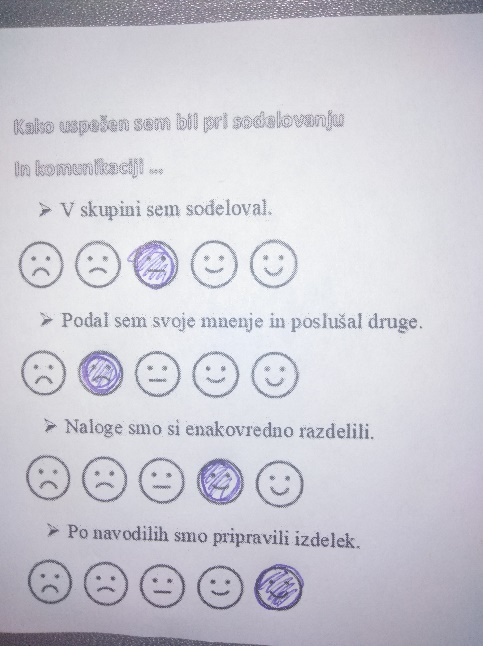 Kako uspešen sem bil pri sodelovanju
in komunikaciji ...
➢ V skupini sem sodeloval.
➢ Podal sem svoje mnenje in poslušal druge.
➢ Naloge smo si enakovredno razdelili.
➢ Po navodilih smo pripravili izdelek.